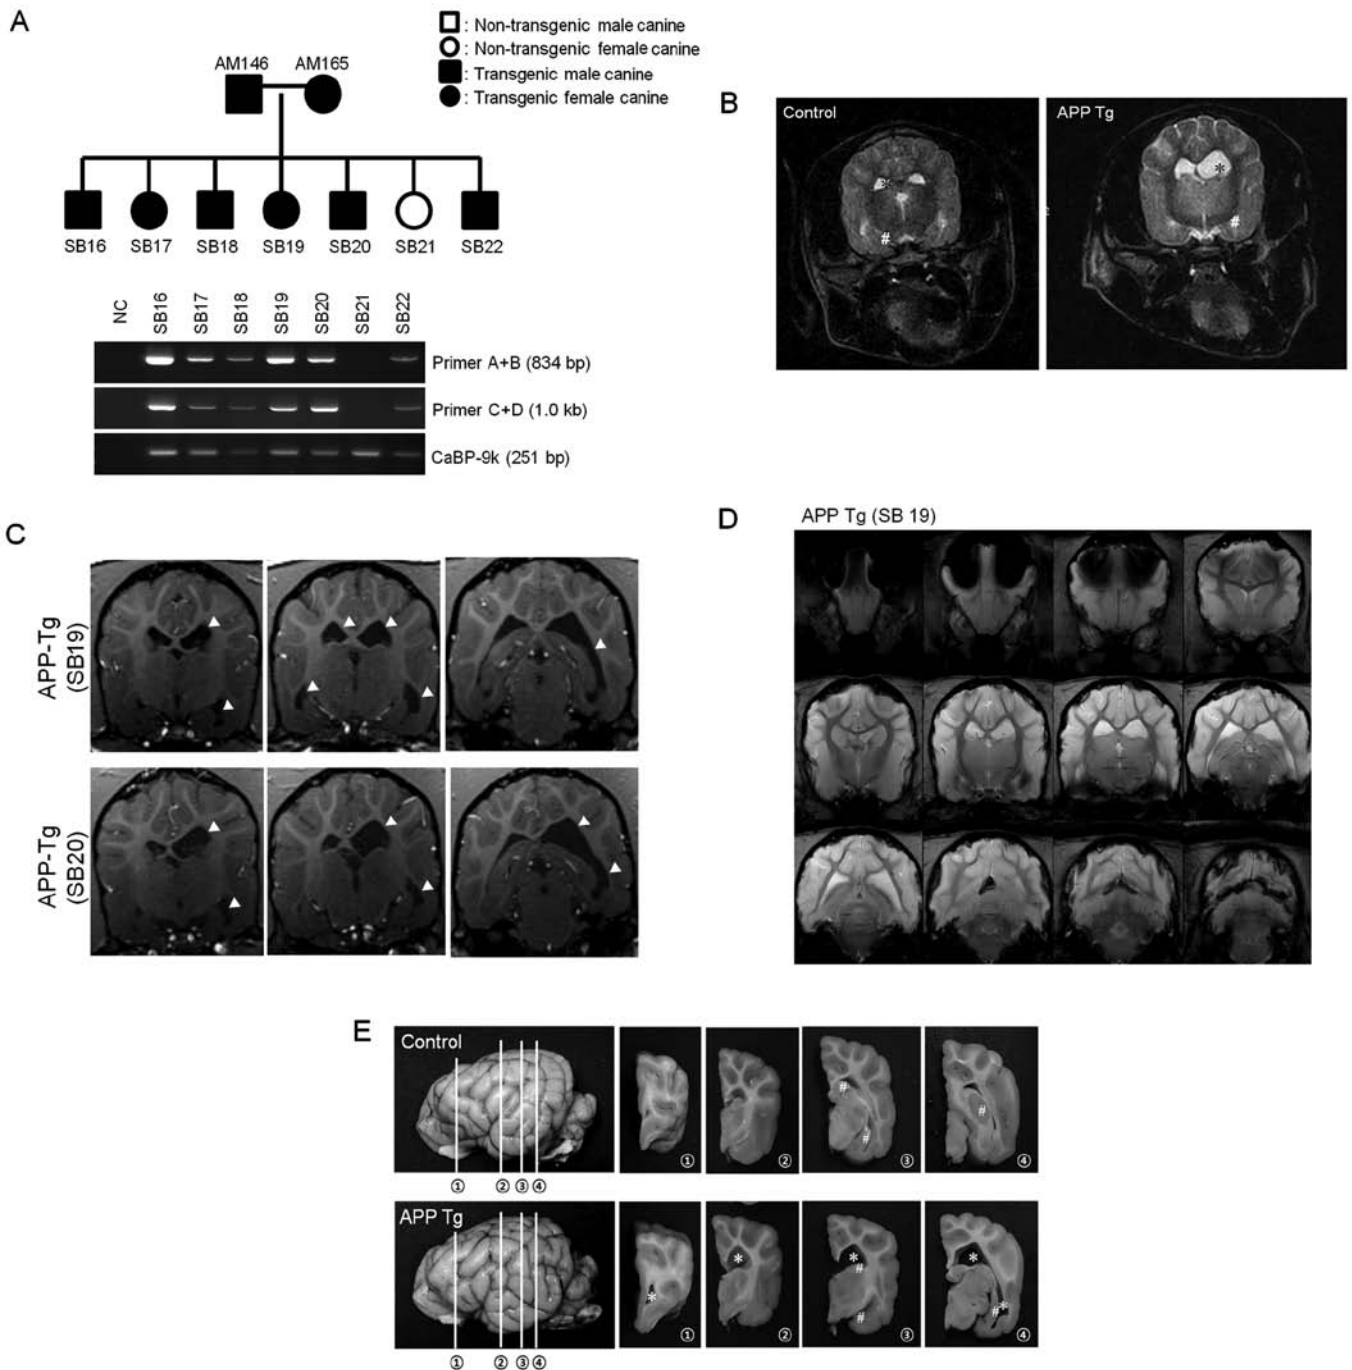 A
□: Non-transgenic male canine
○: Non-transgenic female canine
■: Transgenic male canine
●: Transgenic female canine
AM146 AM165
SB16 SB17 SB18 SB19 SB20 SB21 SB22
NC SB16 SB17 SB18 SB19 SB20 SB21 SB22
Primer A+B (834 bp)
Primer C+D (1.0 kb)
CaBP-9k (251 bp)
B
Control
*
#
APP Tg
*
#
C
APP-Tg
(SB19)
APP-Tg
(SB20)
D
APP Tg (SB 19)
E
Control
① ② ③ ④
①
②
#
#
③
#
④
APP Tg
① ② ③ ④
*
①
*
②
*
#
#
③
*
#*
④